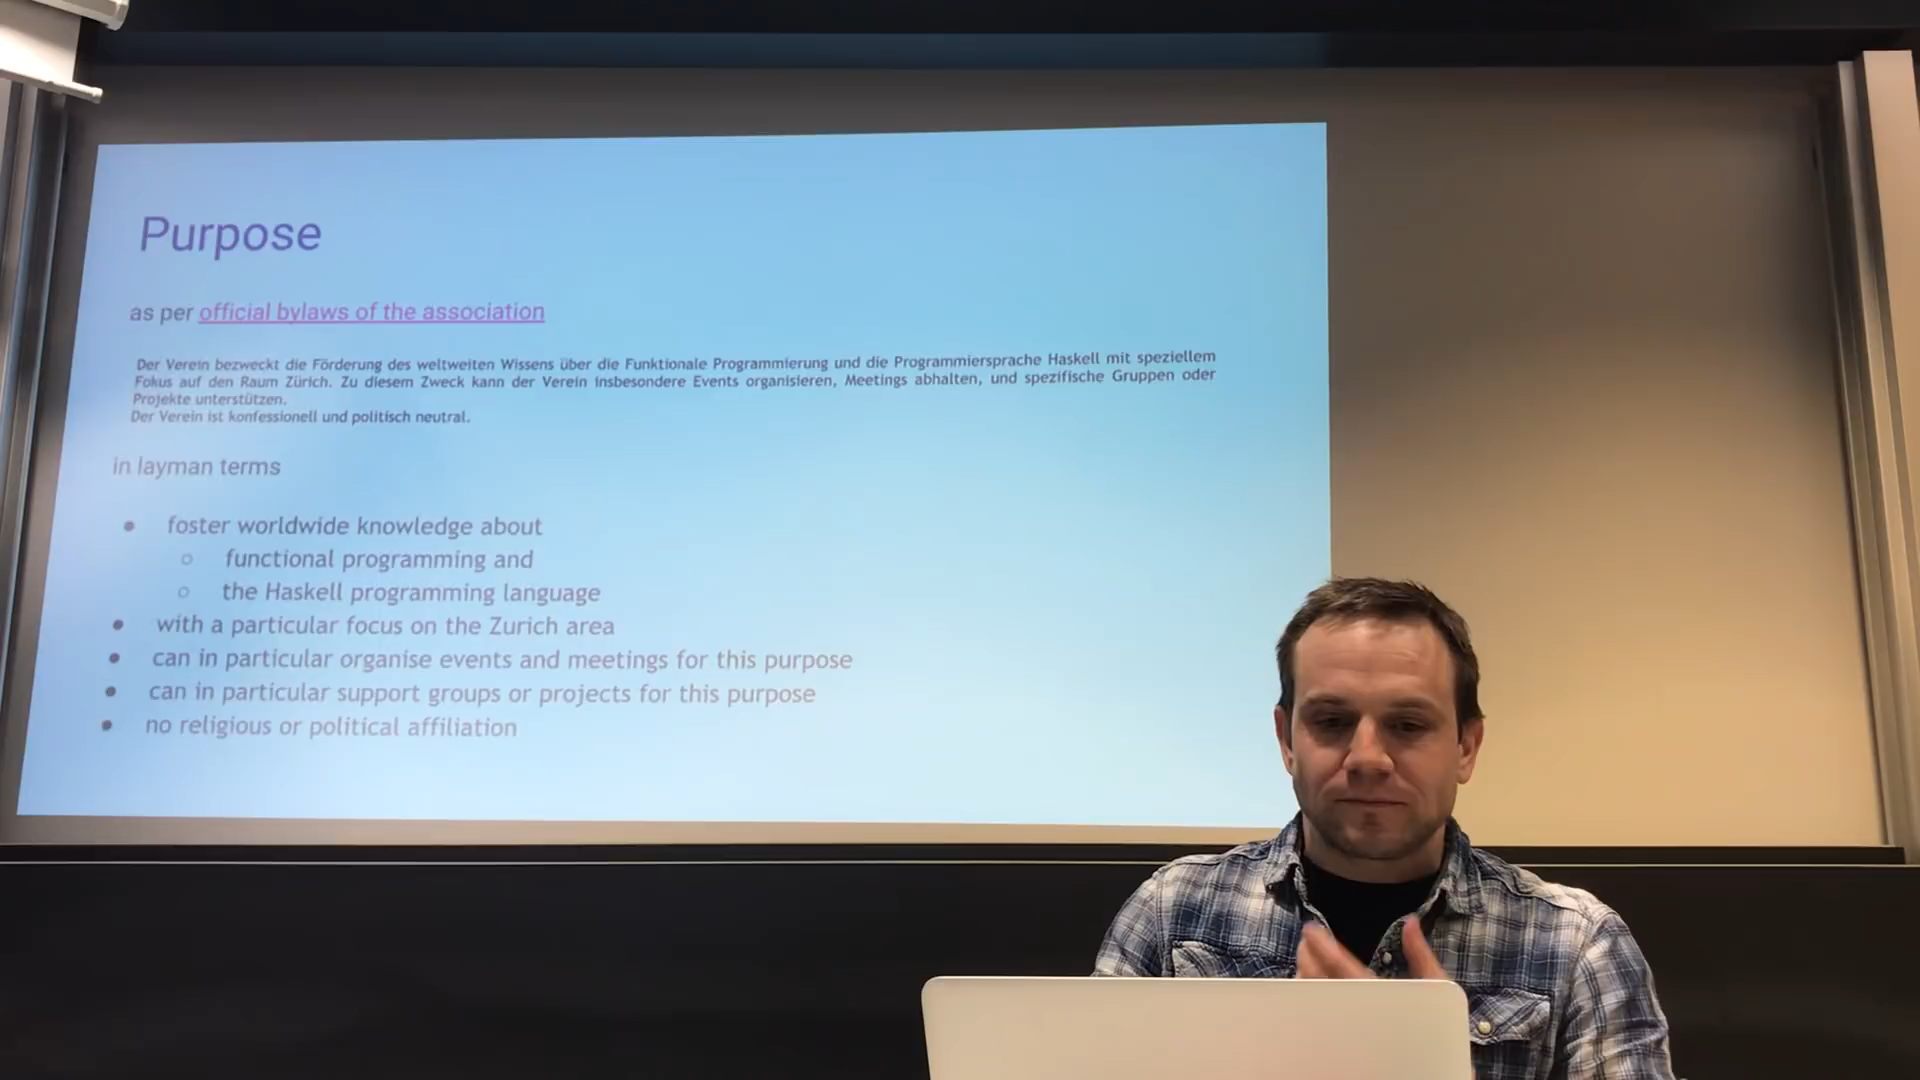 Purpose
as per official bylaws of the association
Der Verein bezweckt die Förderung des weltweiten Wissens über die Funktionale Programmierung und die Programmiersprache Haskell mit speziellem
Fokus auf den Raum Zürich. Zu diesem Zweck kann der Verein insbesondere Events organisieren, Meetings abhalten, und spezifische Gruppen oder
Projekte unterstützen.
Der Verein ist konfessionell und politisch neutral.
in layman terms
● foster worldwide knowledge about
○ functional programming and
○ the Haskell programming language
● with a particular focus on the Zurich area
● can in particular organise events and meetings for this purpose
● can in particular support groups or projects for this purpose
● no religious or political affiliation